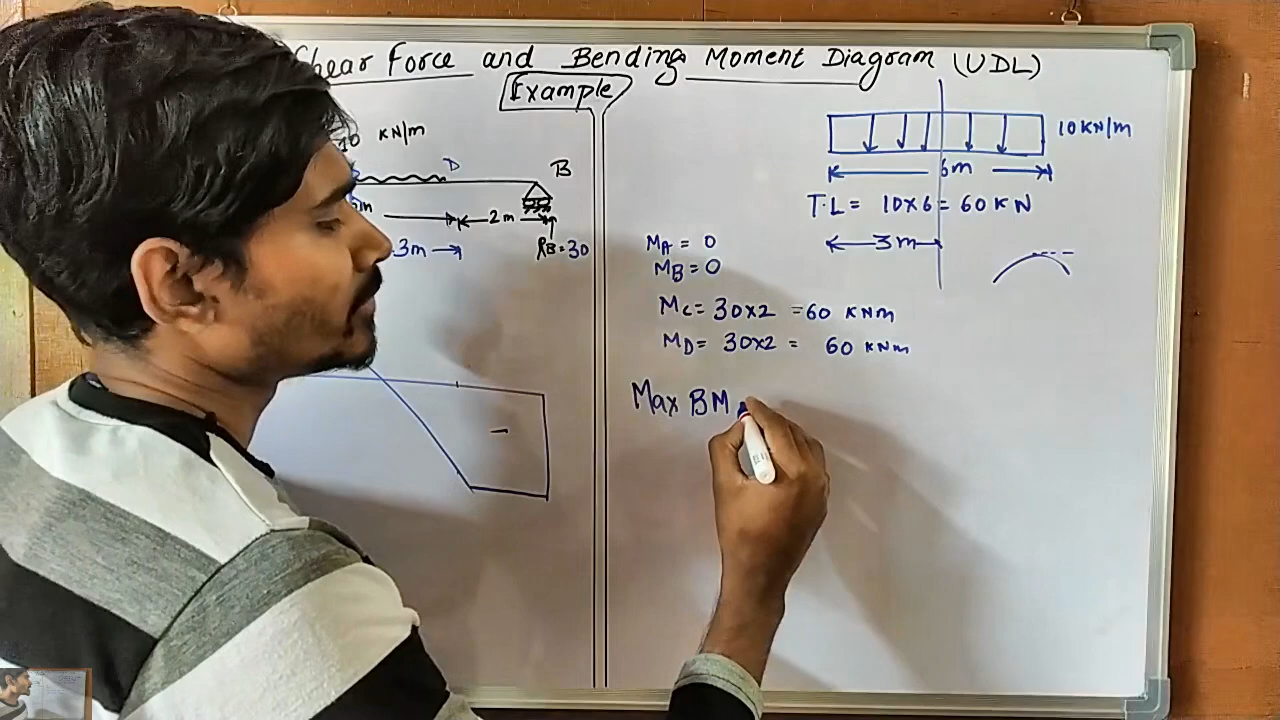 Shear Force and Bending Moment Diagram (UDL)
Example
10 KN/m
D
B
2m
3m
RB=30
10KN/m
6m
T.L = 10x6 = 60 KN
3m
MA = 0
MB = 0
MC = 30x2 = 60 KNm
MD = 30x2 = 60 KNm
Max BM